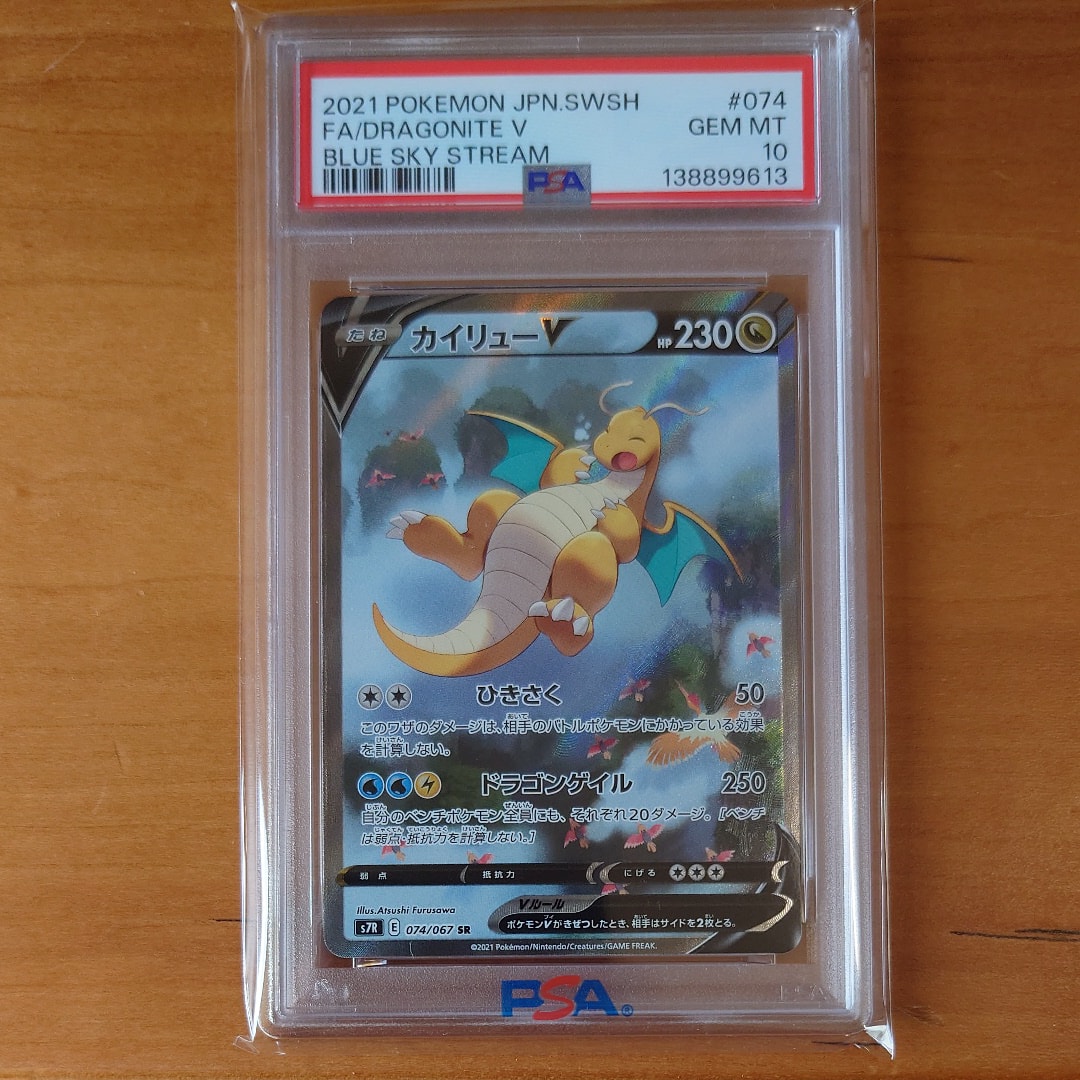 2021 POKEMON JPN.SWSH #074
FA/DRAGONITE V GEM MT
BLUE SKY STREAM 10
PSA 138899613
たね カイリューV HP 230
ひきさく 50
このワザのダメージは、相手のバトルポケモンにかかっている効果
を計算しない。
ドラゴンゲイル 250
自分のベンチポケモン全員にも、それぞれ20ダメージ。[ベンチ
は弱点・抵抗力を計算しない。]
弱点 抵抗力 にげる
Illus.Atsushi Furusawa
Vルール
ポケモンVがきぜつしたとき、相手はサイドを2枚とる。
s7R E 074/067 SR
©2021 Pokémon/Nintendo/Creatures/GAME FREAK.
PSA®